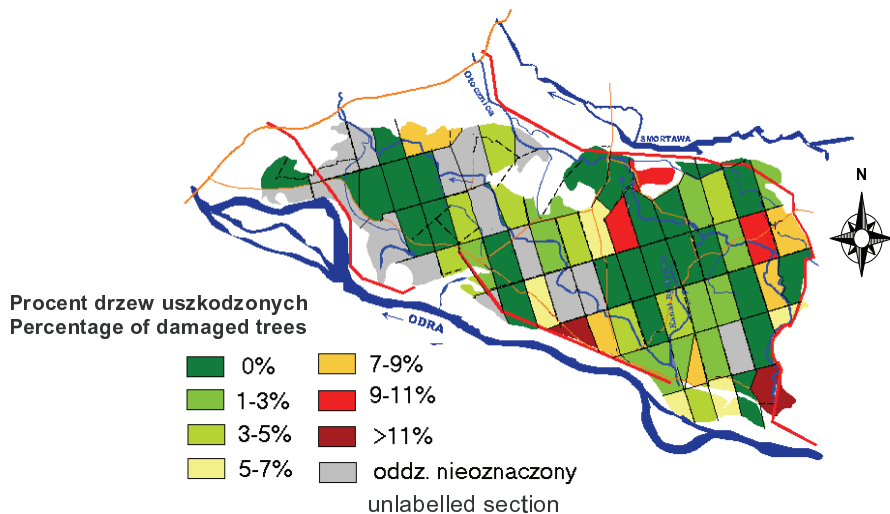 Otocznica
SMORTAWA
N
Procent drzew uszkodzonych
Percentage of damaged trees
ODRA
0%
1-3%
3-5%
5-7%
7-9%
9-11%
>11%
oddz. nieoznaczony
unlabelled section